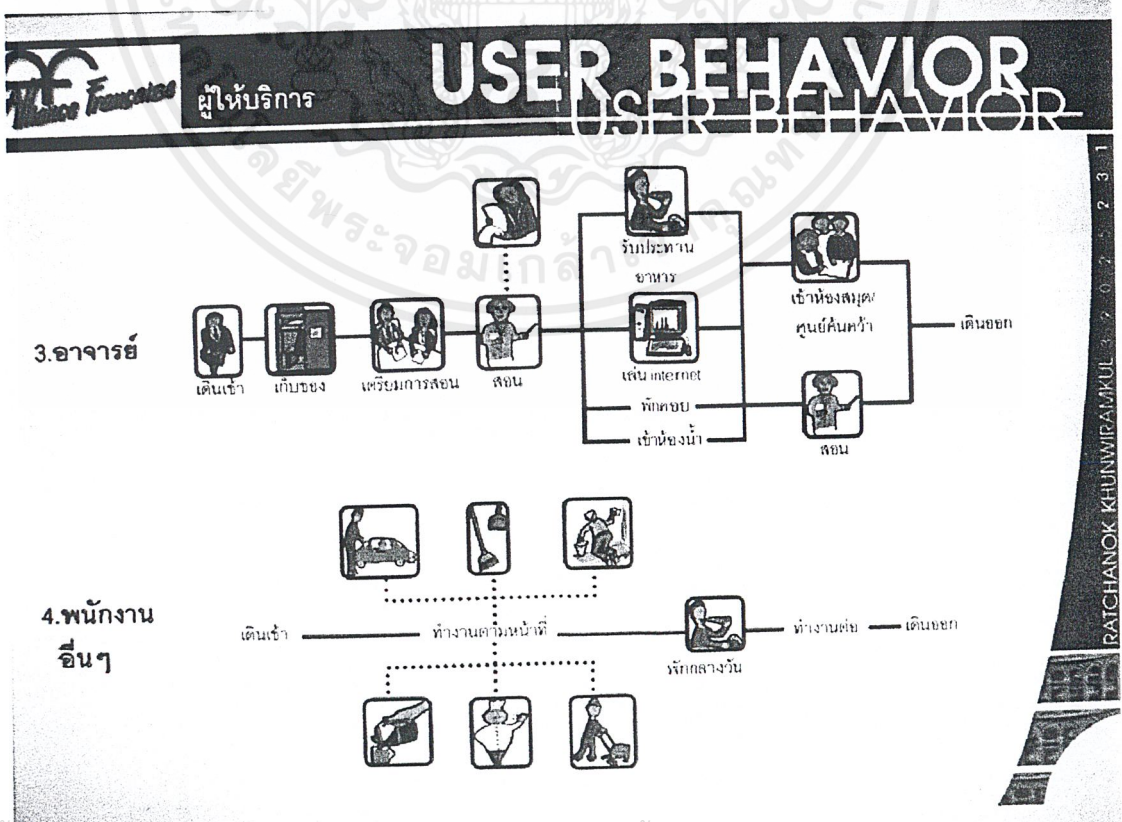 Alliance Française
ผู้ให้บริการ
USER BEHAVIOR
USER BEHAVIOR
3.อาจารย์
เดินเข้า
เก็บของ
เตรียมการสอน
สอน
รับประทาน
อาหาร
เล่น internet
พักคอย
เข้าห้องน้ำ
เข้าห้องสมุด/
ศูนย์ค้นคว้า
สอน
เดินออก
4.พนักงาน
อื่นๆ
เดินเข้า
ทำงานตามหน้าที่
พักกลางวัน
ทำงานต่อ
เดินออก
RATCHANOK KHUNWIRAMKUL